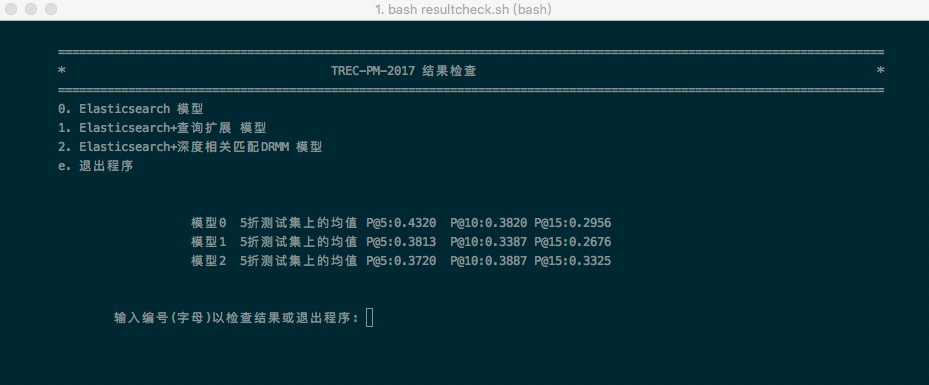 1. bash resultcheck.sh (bash)
================================================================================
* TREC-PM-2017 结果检查 *
================================================================================
0. Elasticsearch 模型
1. Elasticsearch+查询扩展 模型
2. Elasticsearch+深度相关匹配DRMM 模型
e. 退出程序
模型0 5折测试集上的均值 P@5:0.4320 P@10:0.3820 P@15:0.2956
模型1 5折测试集上的均值 P@5:0.3813 P@10:0.3387 P@15:0.2676
模型2 5折测试集上的均值 P@5:0.3720 P@10:0.3887 P@15:0.3325
输入编号(字母)以检查结果或退出程序: